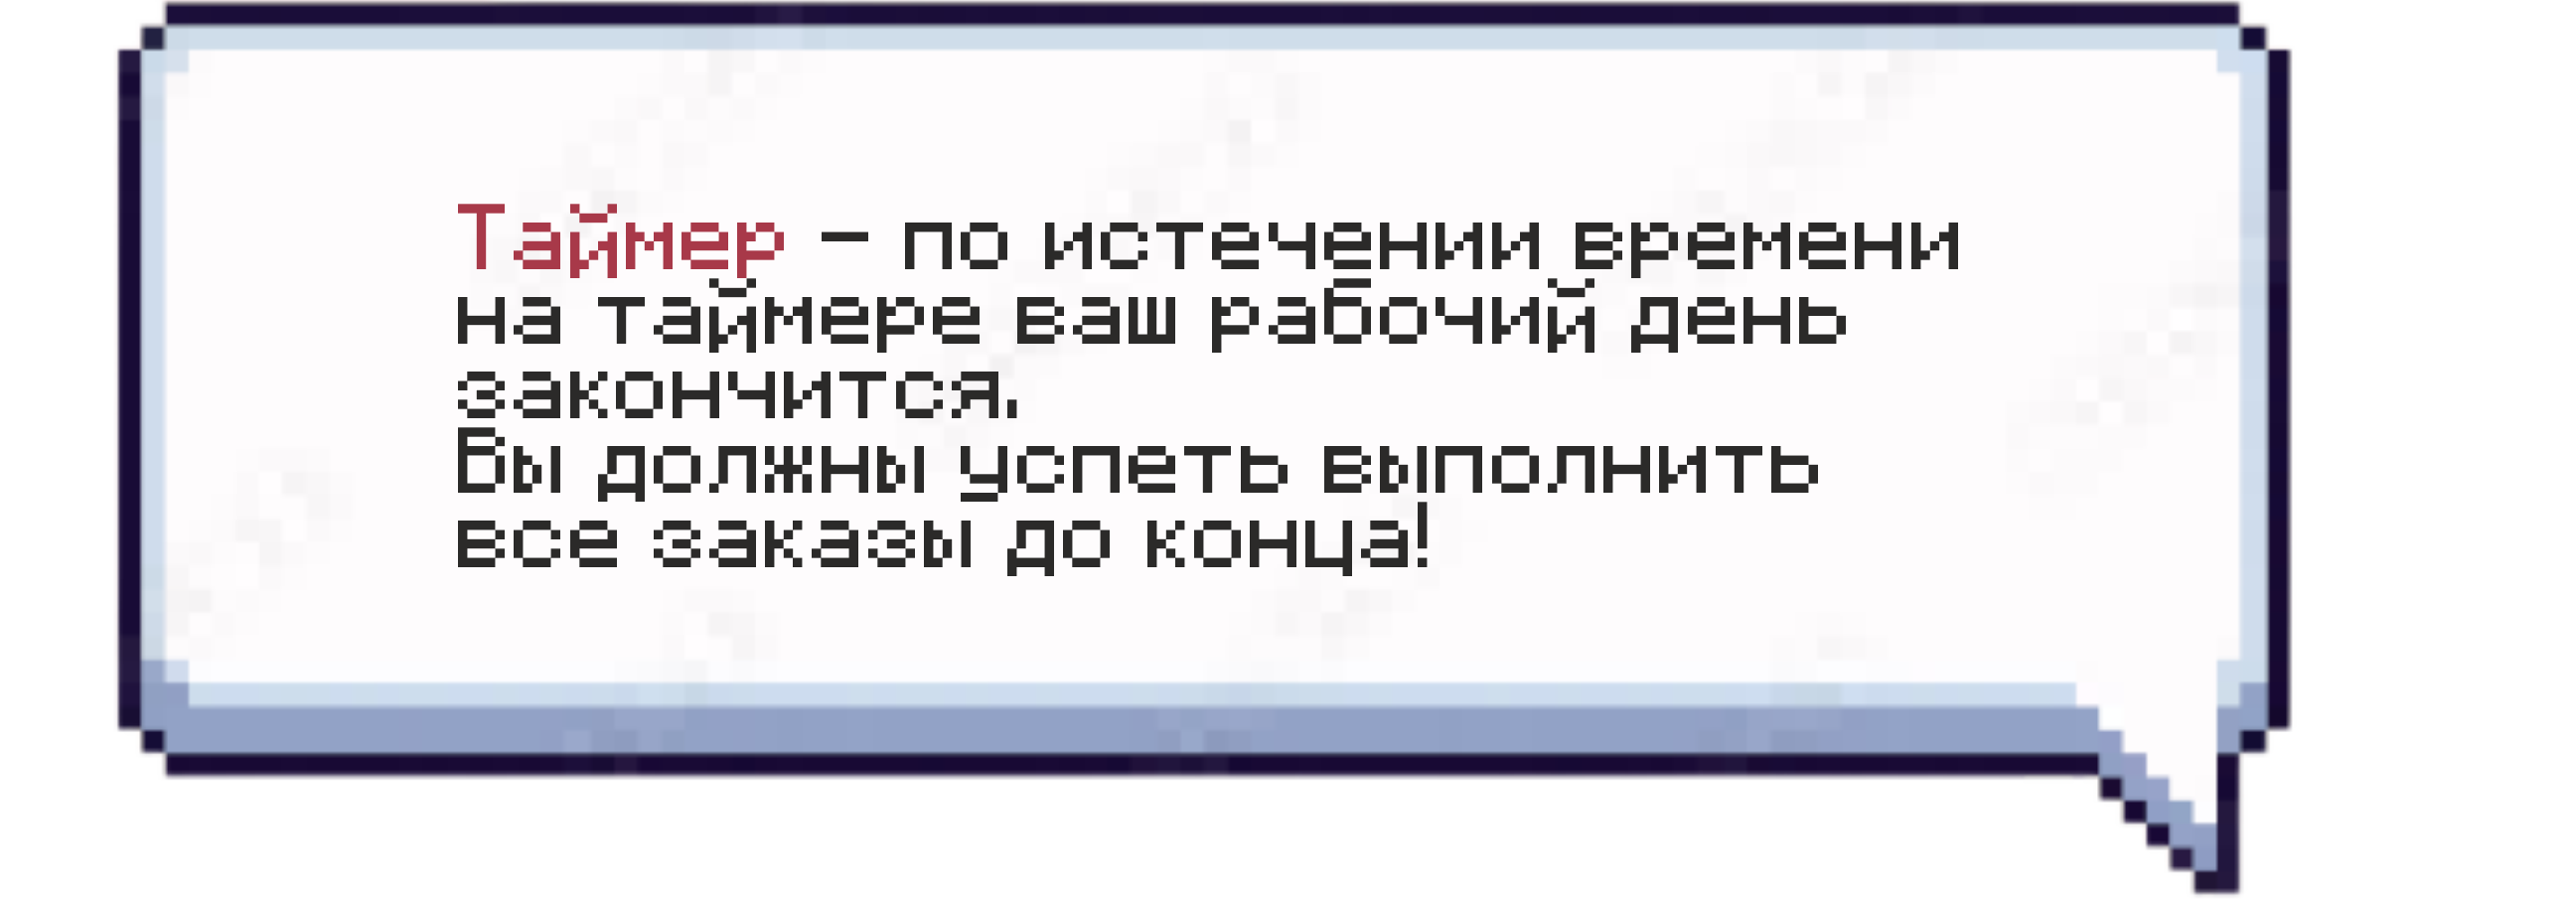 Таймер – по истечении времени
на таймере ваш рабочий день
закончится.
Вы должны успеть выполнить
все заказы до конца!